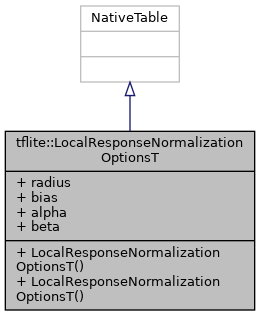 NativeTable
tflite::LocalResponseNormalization
OptionsT
+ radius
+ bias
+ alpha
+ beta
+ LocalResponseNormalization
OptionsT()
+ LocalResponseNormalization
OptionsT()